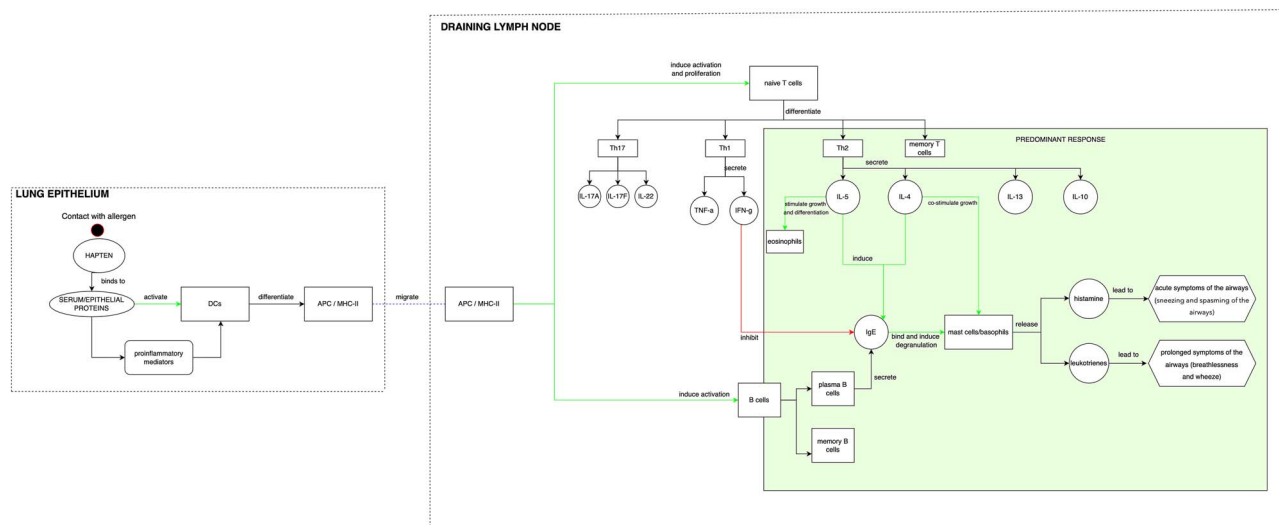 DRAINING LYMPH NODE
induce activation
and proliferation
naive T cells
differentiate
PREDOMINANT RESPONSE
Th17
Th1
Th2
memory T
cells
secrete
secrete
IL-17A
IL-17F
IL-22
TNF-a
IFN-g
IL-5
IL-4
IL-13
IL-10
stimulate growth
and differentiation
co-stimulate growth
eosinophils
induce
LUNG EPITHELIUM
Contact with allergen
HAPTEN
binds to
SERUM/EPITHELIAL
PROTEINS
activate
DCs
differentiate
APC / MHC-II
migrate
APC / MHC-II
proinflammatory
mediators
inhibit
IgE
bind and induce
degranulation
mast cells/basophils
release
histamine
lead to
acute symptoms of the airways
(sneezing and spasming of the
airways)
leukotrienes
lead to
prolonged symptoms of the
airways (breathlessness
and wheeze)
secrete
induce activation
B cells
plasma B
cells
memory B
cells